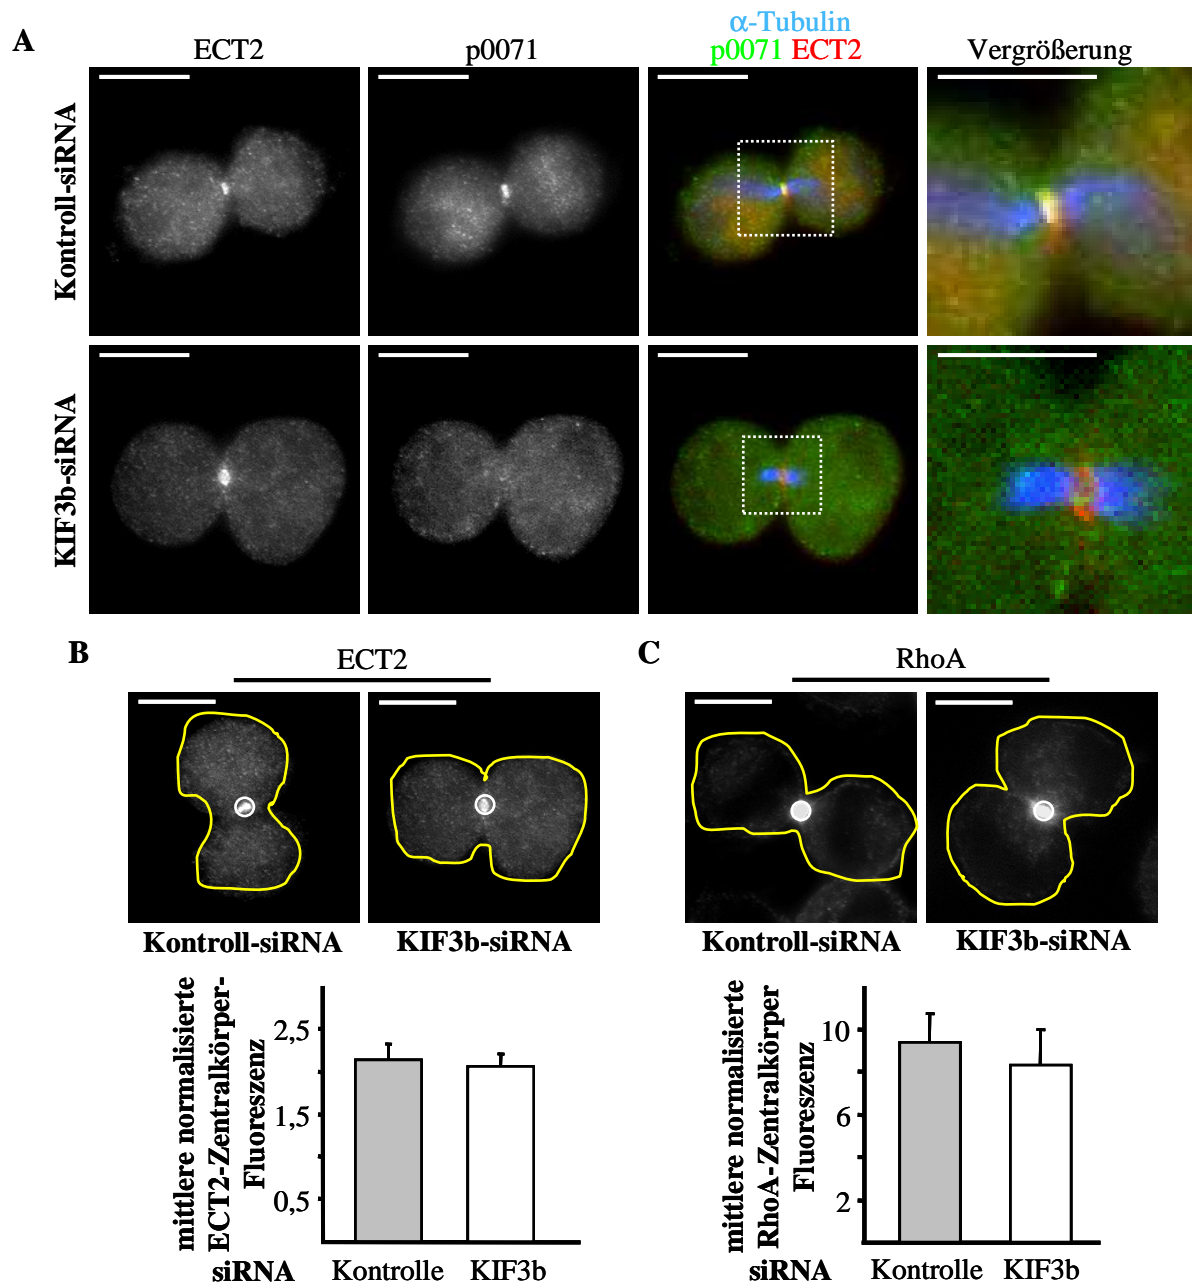 A
ECT2
p0071
α-Tubulin
p0071 ECT2
Vergrößerung
Kontroll-siRNA
KIF3b-siRNA
B
ECT2
Kontroll-siRNA
KIF3b-siRNA
mittlere normalisierte
ECT2-Zentralkörper-
Fluoreszenz
2,5
1,5
0,5
siRNA
Kontrolle
KIF3b
C
RhoA
Kontroll-siRNA
KIF3b-siRNA
mittlere normalisierte
RhoA-Zentralkörper
Fluoreszenz
10
6
2
siRNA
Kontrolle
KIF3b